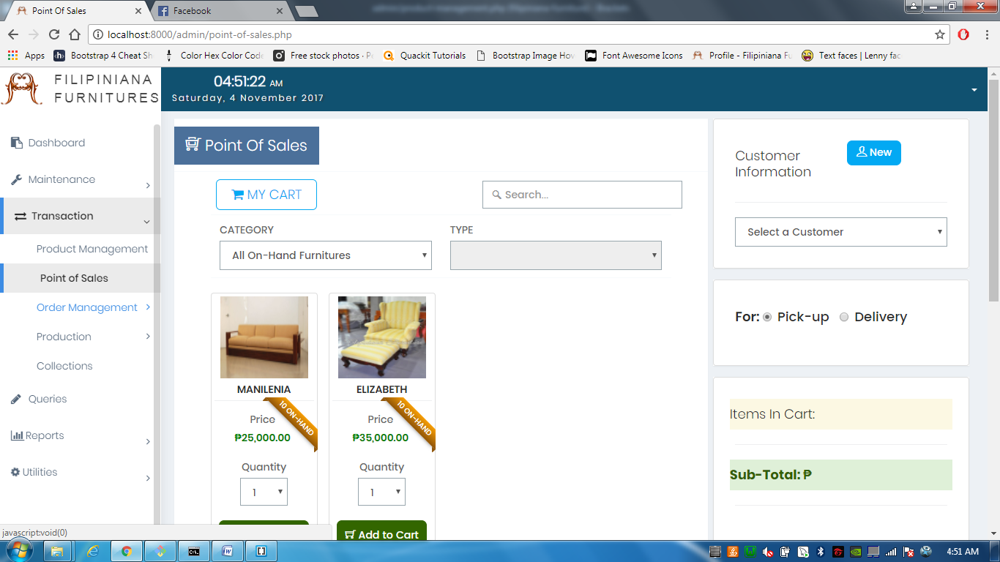 Point Of Sales
Facebook
localhost:8000/admin/point-of-sales.php
Apps
Bootstrap 4 Cheat Sh
Color Hex Color Code
Free stock photos · Pe
Quackit Tutorials
Bootstrap Image Hov
Font Awesome Icons
Profile - Filipiniana Fu
Text faces | Lenny fac
FILIPINIANA
FURNITURES
04:51:22 AM
Saturday, 4 November 2017
Dashboard
Maintenance
Transaction
Product Management
Point of Sales
Order Management
Production
Collections
Queries
Reports
Utilities
Point Of Sales
MY CART
Search...
CATEGORY
TYPE
All On-Hand Furnitures
MANILENIA
ELIZABETH
10 ON-HAND
10 ON-HAND
Price
Price
₱25,000.00
₱35,000.00
Quantity
Quantity
1
1
Add to Cart
Customer
Information
New
Select a Customer
For: Pick-up Delivery
Items In Cart:
Sub-Total: ₱
javascript:void(0)
4:51 AM